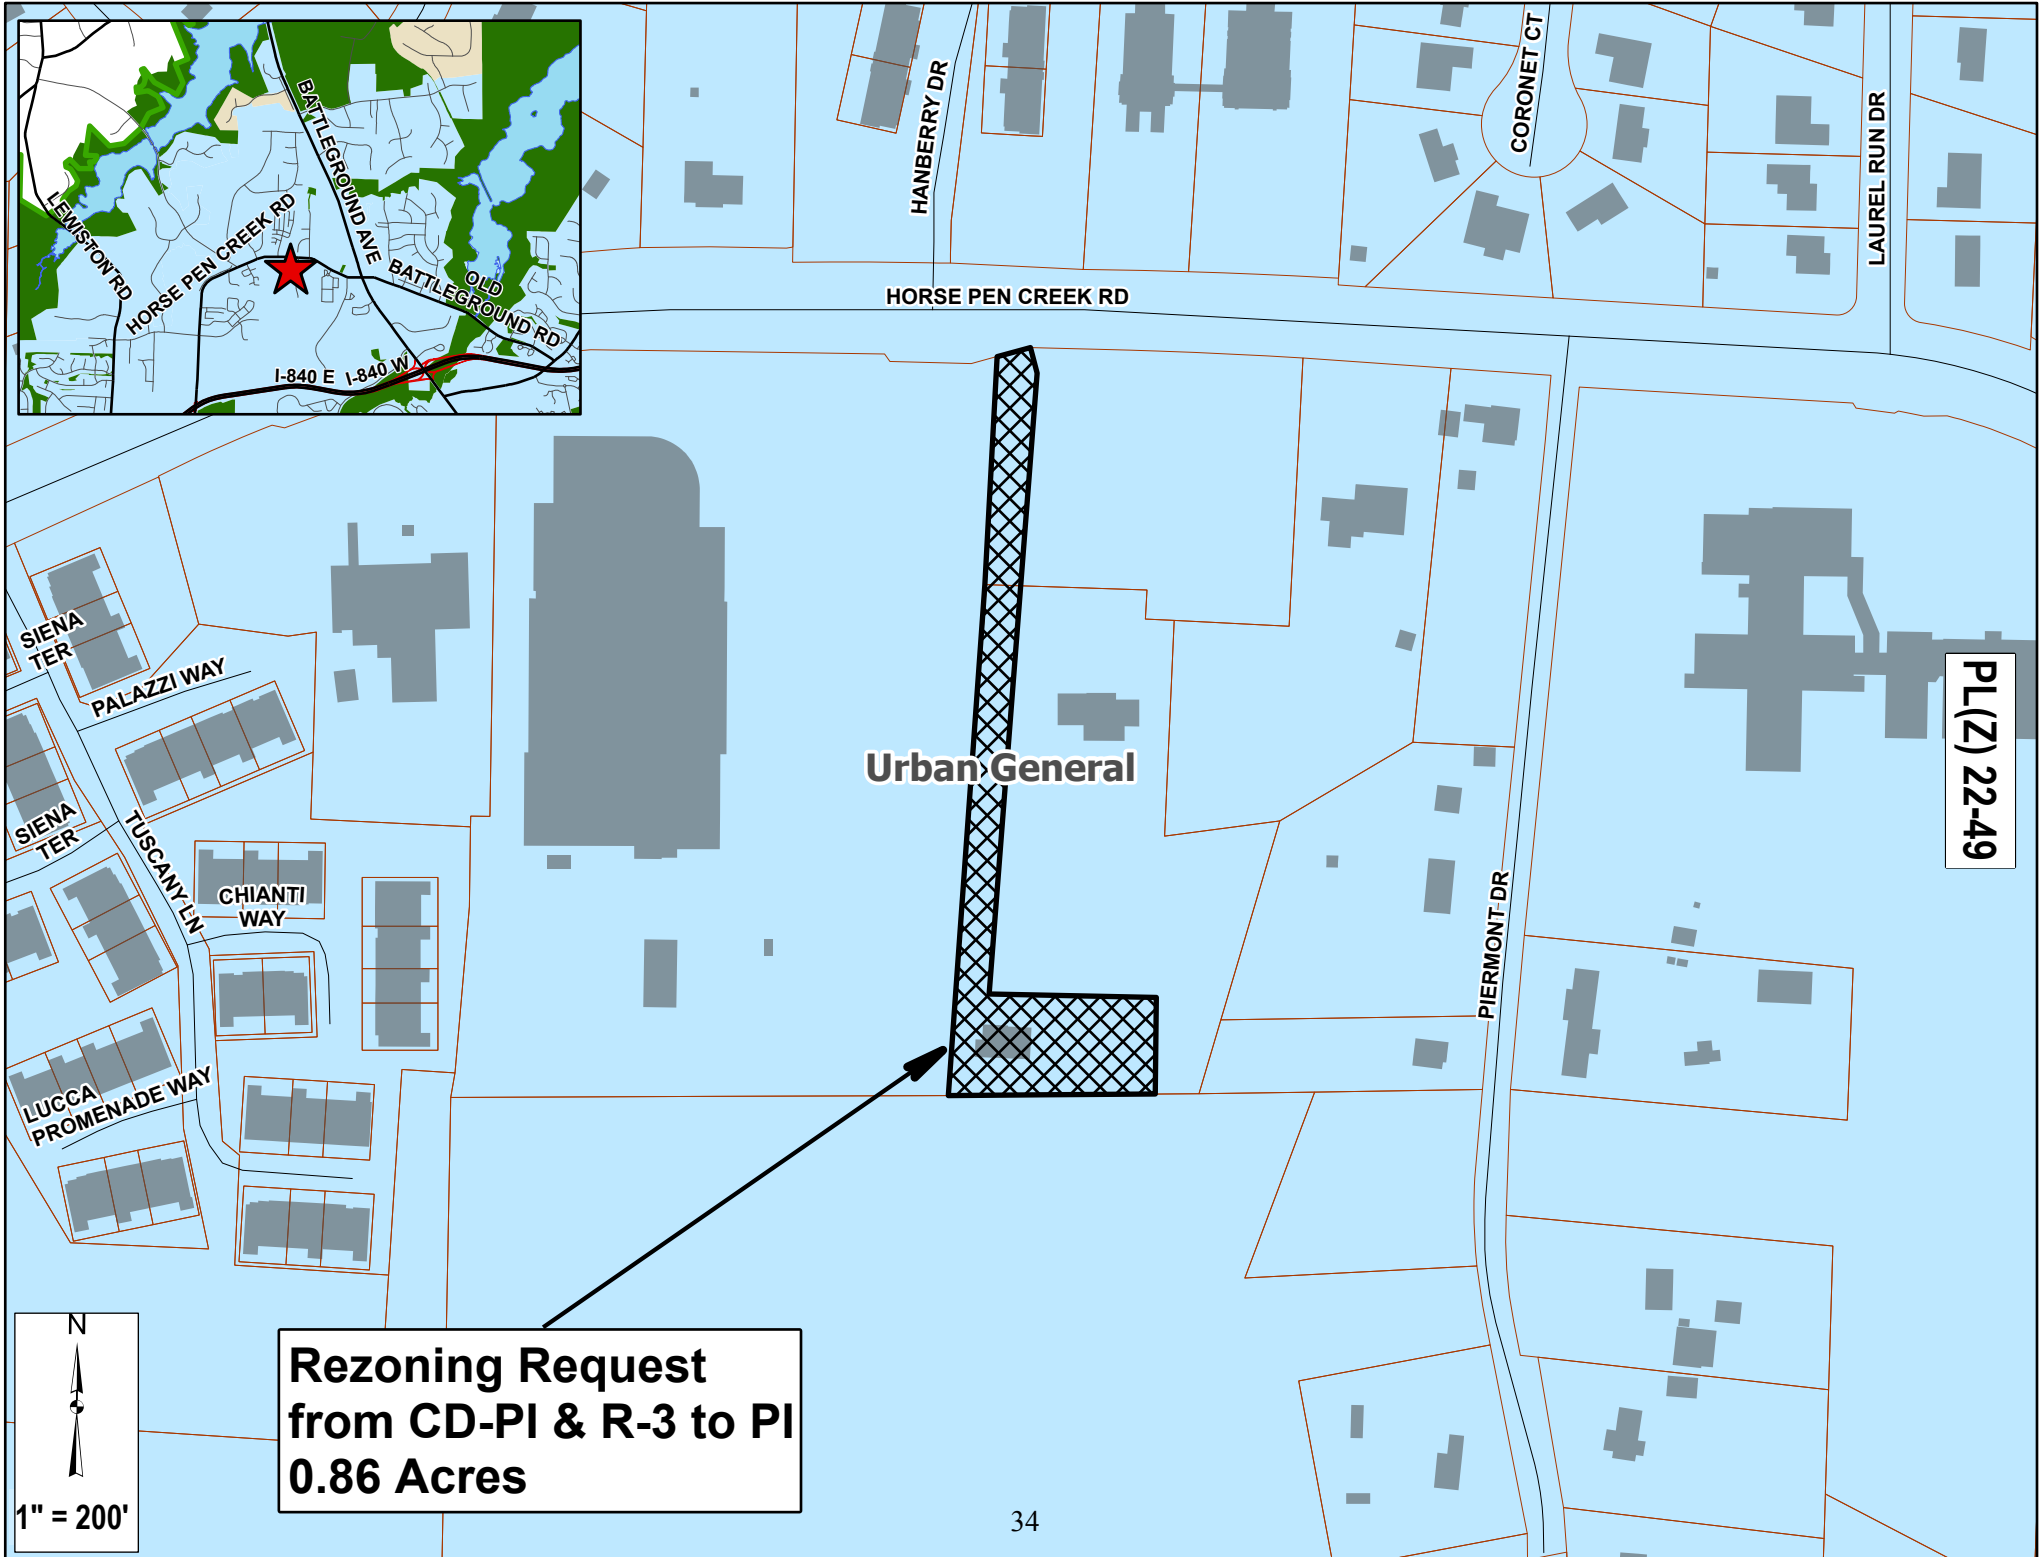 BATTLEGROUND AVE
LEWISTON RD
HORSE PEN CREEK RD
OLD
BATTLEGROUND RD
I-840 E
I-840 W
HANBERRY DR
CORONET CT
LAUREL RUN DR
HORSE PEN CREEK RD
SIENA
TER
PALAZZI WAY
SIENA
TER
TUSCANY LN
CHIANTI
WAY
LUCCA
PROMENADE WAY
Urban General
PIERMONT DR
PL(Z) 22-49
N
1" = 200'
Rezoning Request
from CD-PI & R-3 to PI
0.86 Acres
34